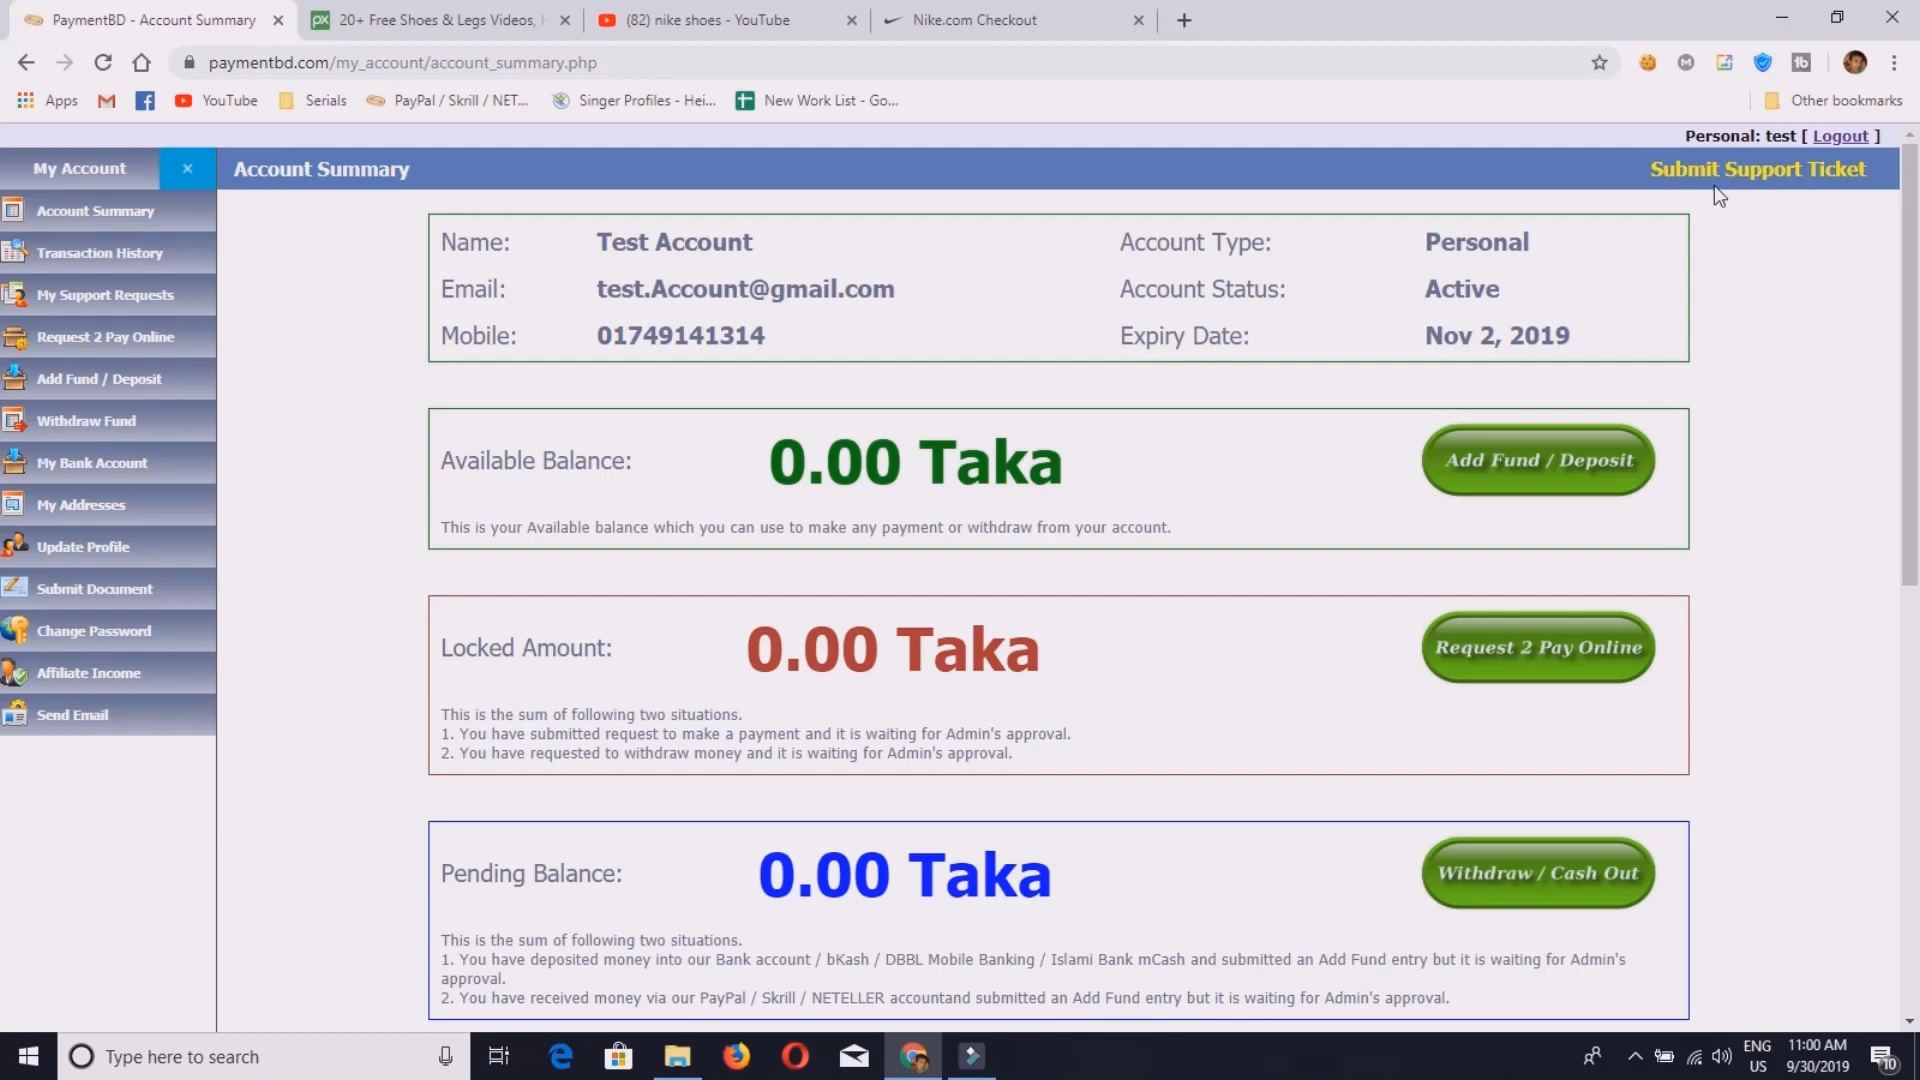 PaymentBD - Account Summary
20+ Free Shoes & Legs Videos, H
(82) nike shoes - YouTube
Nike.com Checkout
paymentbd.com/my_account/account_summary.php
Apps
YouTube
Serials
PayPal / Skrill / NET...
Singer Profiles - Hei...
New Work List - Go...
Other bookmarks
Personal: test [ Logout ]
My Account
Account Summary
Submit Support Ticket
Account Summary
Transaction History
My Support Requests
Request 2 Pay Online
Add Fund / Deposit
Withdraw Fund
My Bank Account
My Addresses
Update Profile
Submit Document
Change Password
Affiliate Income
Send Email
Name: Test Account Account Type: Personal
Email: test.Account@gmail.com Account Status: Active
Mobile: 01749141314 Expiry Date: Nov 2, 2019
Available Balance: 0.00 Taka Add Fund / Deposit
This is your Available balance which you can use to make any payment or withdraw from your account.
Locked Amount: 0.00 Taka Request 2 Pay Online
This is the sum of following two situations.
1. You have submitted request to make a payment and it is waiting for Admin's approval.
2. You have requested to withdraw money and it is waiting for Admin's approval.
Pending Balance: 0.00 Taka Withdraw / Cash Out
This is the sum of following two situations.
1. You have deposited money into our Bank account / bKash / DBBL Mobile Banking / Islami Bank mCash and submitted an Add Fund entry but it is waiting for Admin's
approval.
2. You have received money via our PayPal / Skrill / NETELLER accountand submitted an Add Fund entry but it is waiting for Admin's approval.
Type here to search
ENG
US
11:00 AM
9/30/2019
10